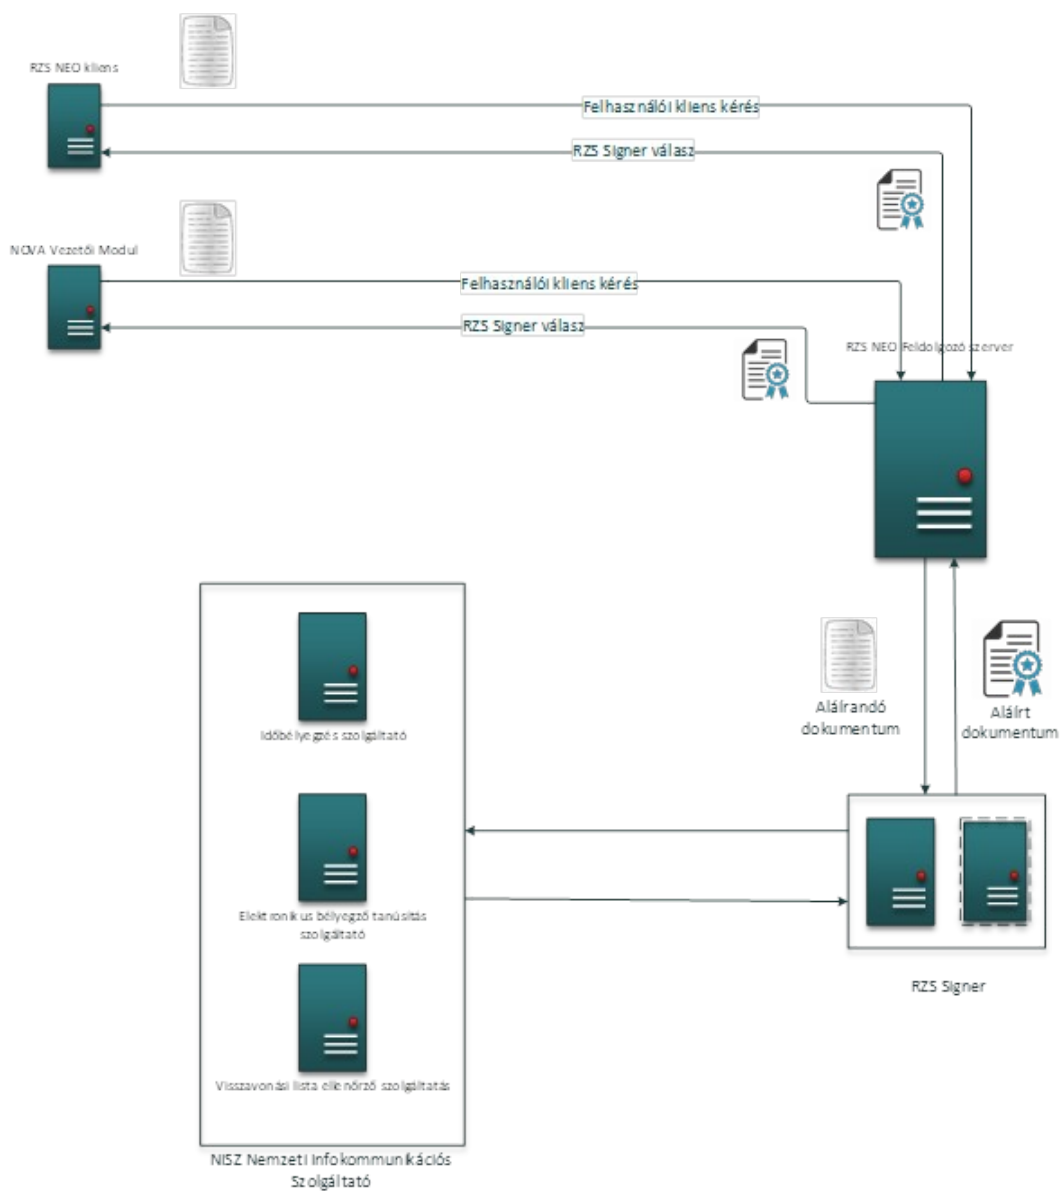 RZS NEO kliens
Felhasználói kliens kérés
RZS Signer válasz
NOVA Vezetői Modul
Felhasználói kliens kérés
RZS Signer válasz
RZS NEO Feldolgozó szerver
Aláírandó
dokumentum
Aláírt
dokumentum
Időbélyegzés szolgáltató
Elektronikus bélyegző tanúsítás
szolgáltató
RZS Signer
Visszavonási lista ellenőrző szolgáltatás
NISZ Nemzeti Infokommunikációs
Szolgáltató